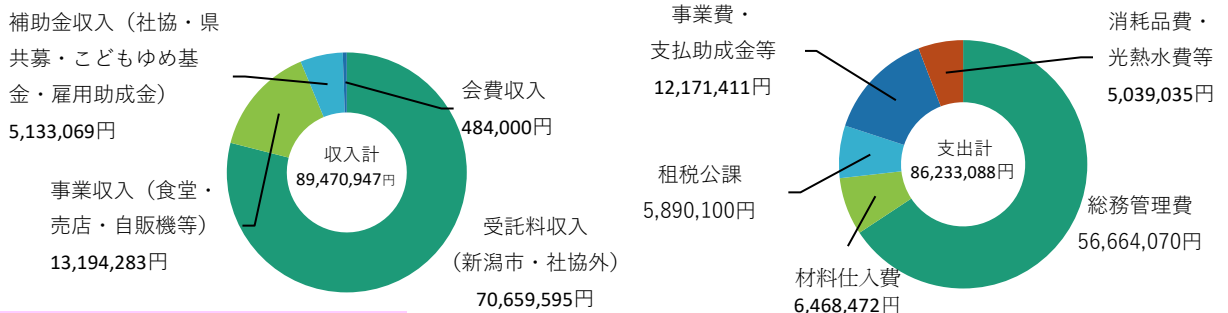 補助金収入（社協・県
共募・こどもゆめ基
金・雇用助成金）
5,133,069円
会費収入
484,000円
収入計
89,470,947円
事業収入（食堂・
売店・自販機等）
13,194,283円
受託料収入
（新潟市・社協外）
70,659,595円
事業費・
支払助成金等
12,171,411円
消耗品費・
光熱水費等
5,039,035円
支出計
86,233,088円
租税公課
5,890,100円
総務管理費
56,664,070円
材料仕入費
6,468,472円